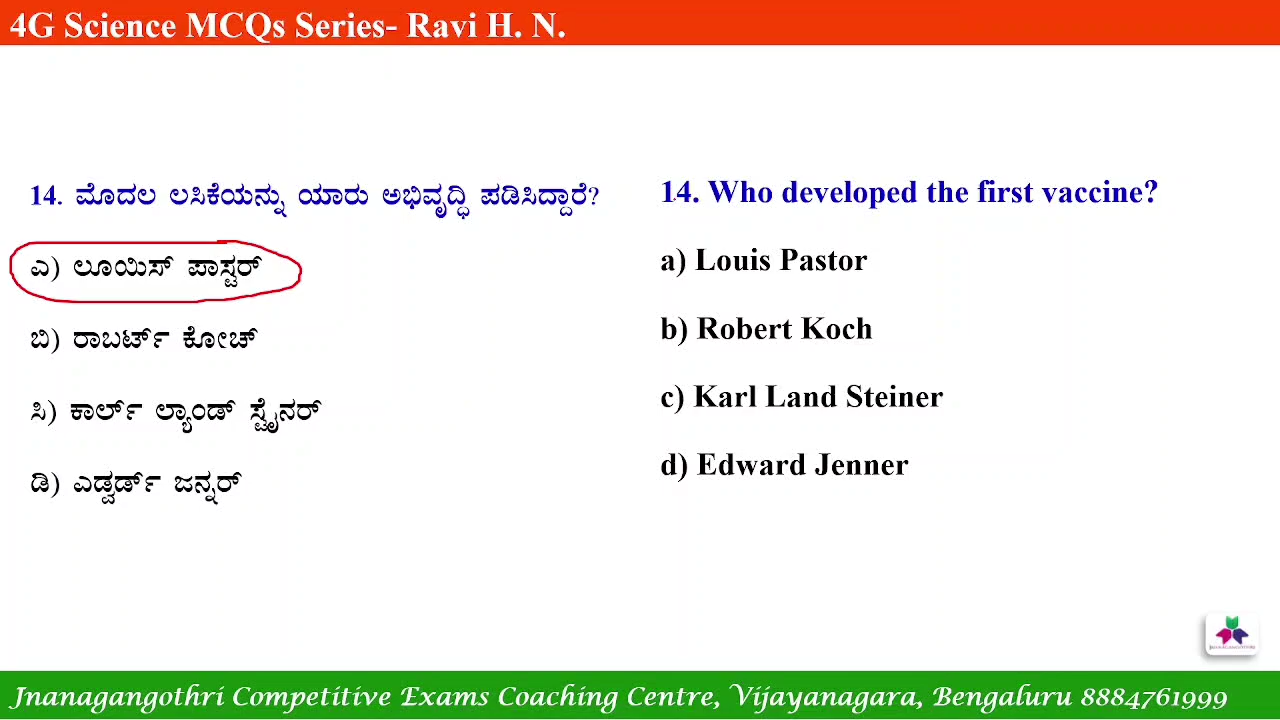 4G Science MCQs Series- Ravi H. N.
14. ಮೊದಲ ಲಸಿಕೆಯನ್ನು ಯಾರು ಅಭಿವೃದ್ಧಿ ಪಡಿಸಿದ್ದಾರೆ?
ಎ) ಲೂಯಿಸ್ ಪಾಸ್ಟರ್
ಬಿ) ರಾಬರ್ಟ್ ಕೋಚ್
ಸಿ) ಕಾರ್ಲ್ ಲ್ಯಾಂಡ್ ಸ್ಟೈನರ್
ಡಿ) ಎಡ್ವರ್ಡ್ ಜನ್ನರ್
14. Who developed the first vaccine?
a) Louis Pastor
b) Robert Koch
c) Karl Land Steiner
d) Edward Jenner
JNANAGANGOTHRI
Jnanagangothri Competitive Exams Coaching Centre, Vijayanagara, Bengaluru 8884761999